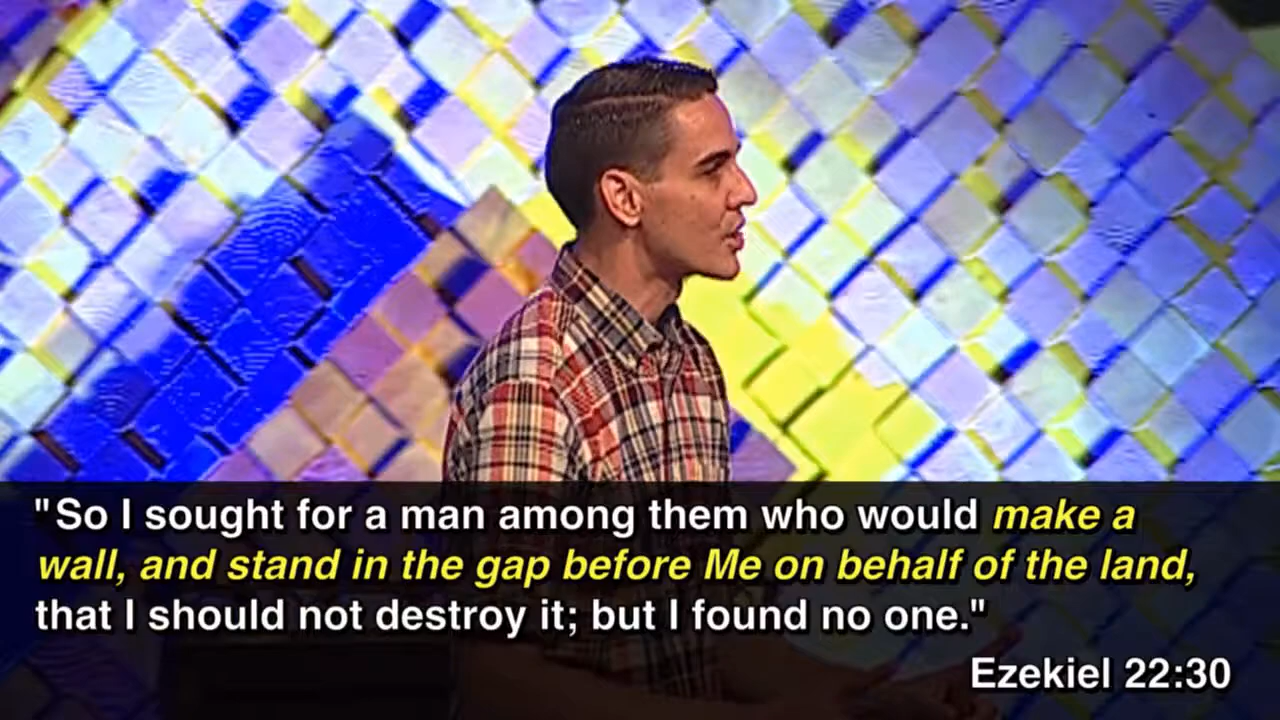 "So I sought for a man among them who would make a
wall, and stand in the gap before Me on behalf of the land,
that I should not destroy it; but I found no one."
Ezekiel 22:30